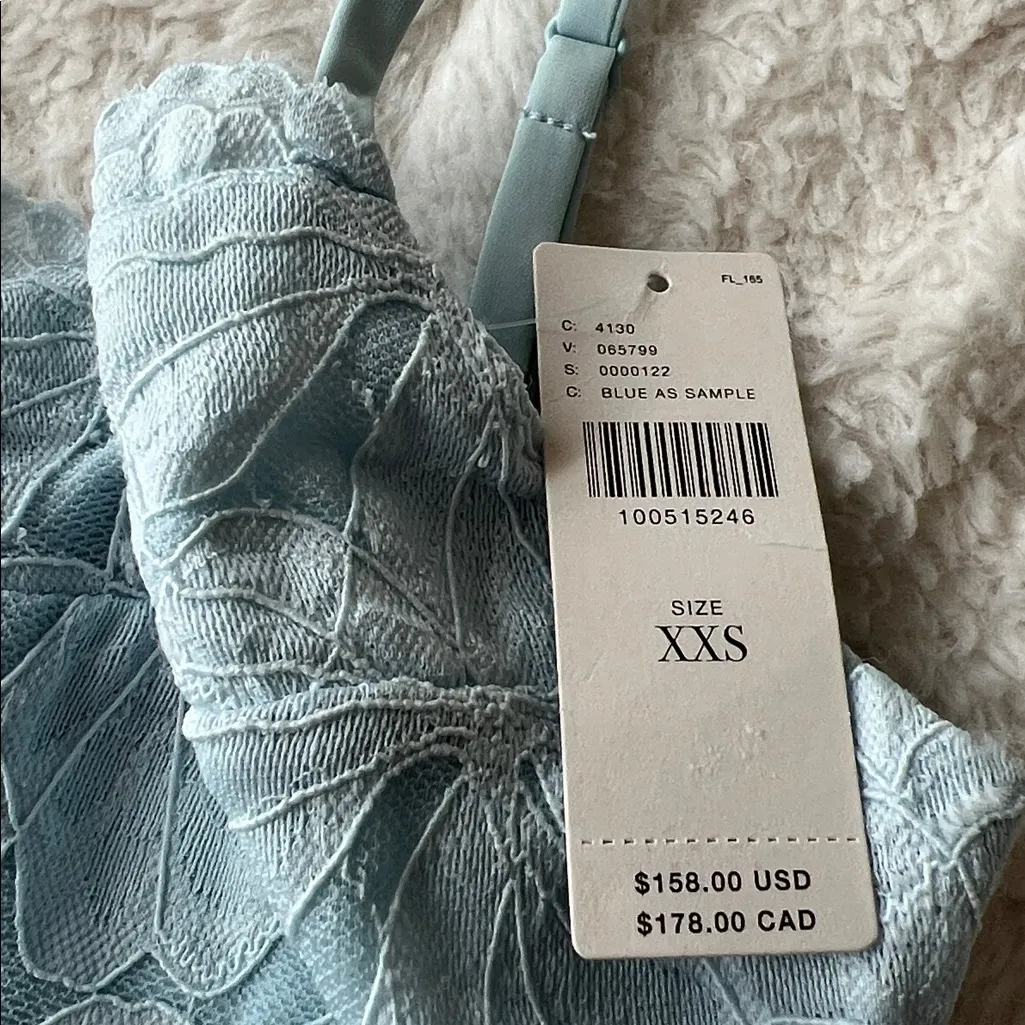 FL_165
C: 4130
V: 065799
S: 0000122
C: BLUE AS SAMPLE
100515246
SIZE
XXS
$158.00 USD
$178.00 CAD